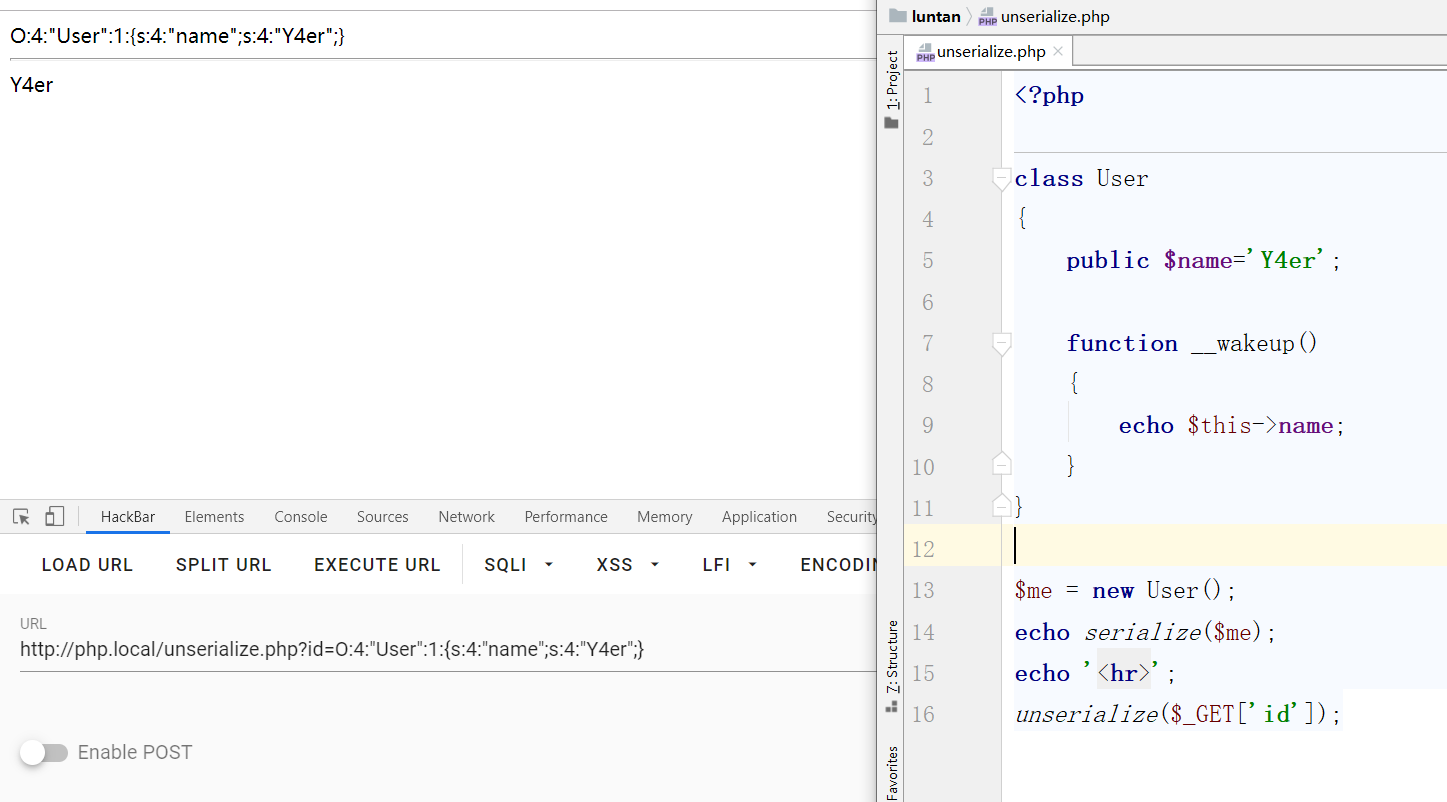 O:4:"User":1:{s:4:"name";s:4:"Y4er";}
Y4er
HackBar Elements Console Sources Network Performance Memory Application Security
LOAD URL SPLIT URL EXECUTE URL SQLI XSS LFI ENCODIN
URL
http://php.local/unserialize.php?id=O:4:"User":1:{s:4:"name";s:4:"Y4er";}
Enable POST
luntan unserialize.php
unserialize.php
1: Project
7: Structure
Favorites
1 <?php
2
3 class User
4 {
5     public $name='Y4er';
6
7     function __wakeup()
8     {
9         echo $this->name;
10     }
11 }
12
13 $me = new User();
14 echo serialize($me);
15 echo '<hr>';
16 unserialize($_GET['id']);